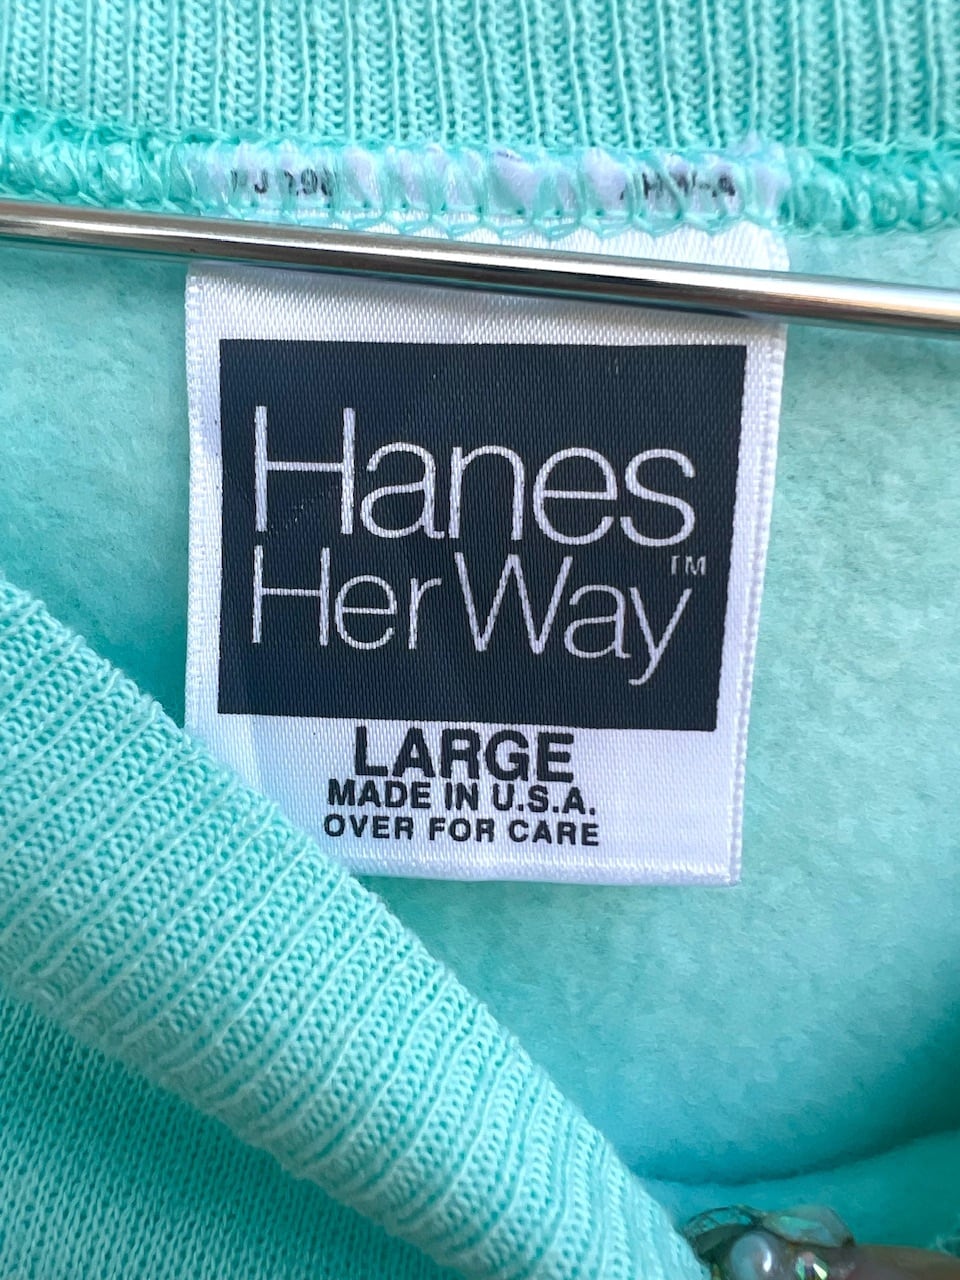 Hanes
Her Way™
LARGE
MADE IN U.S.A.
OVER FOR CARE